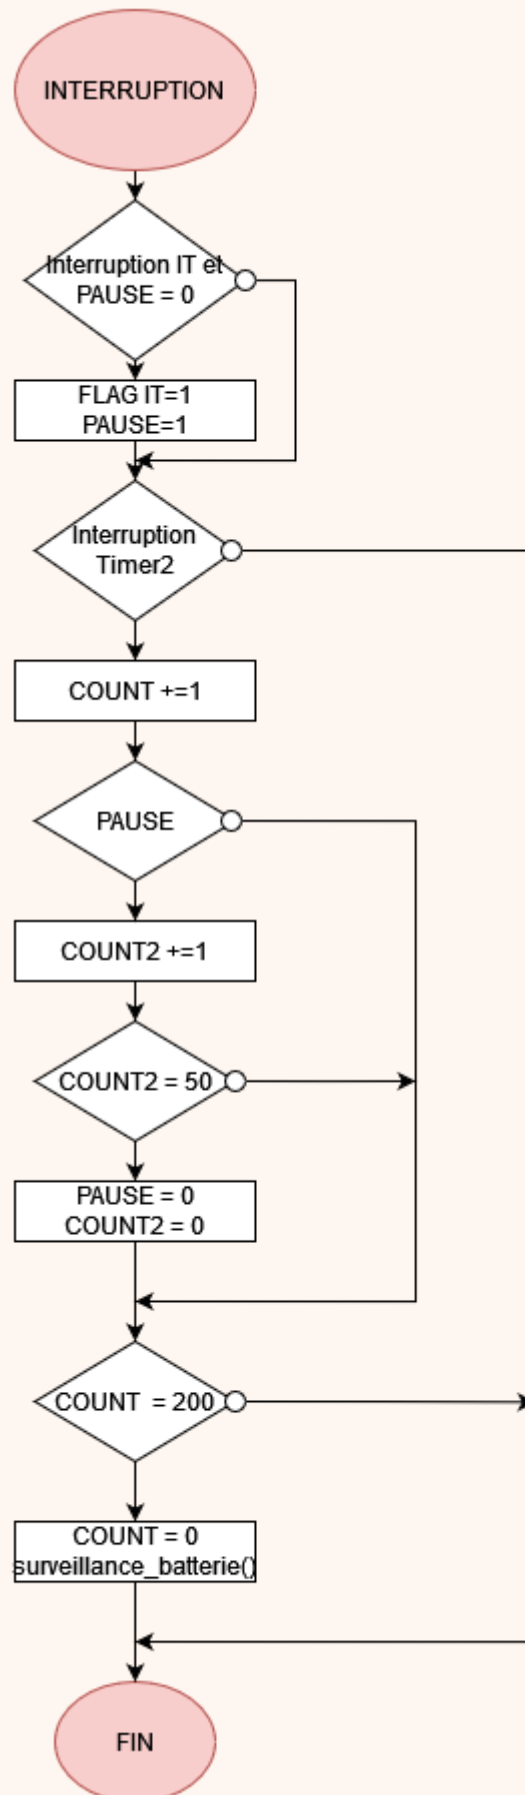 INTERRUPTION
Interruption IT et
PAUSE = 0
FLAG IT=1
PAUSE=1
Interruption
Timer2
COUNT +=1
PAUSE
COUNT2 +=1
COUNT2 = 50
PAUSE = 0
COUNT2 = 0
COUNT = 200
COUNT = 0
surveillance_batterie()
FIN